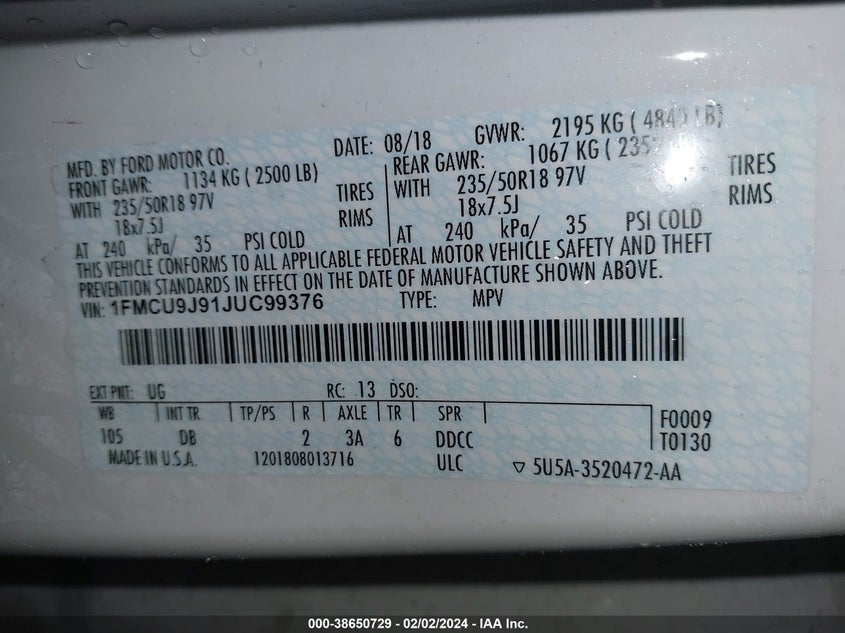 MFD. BY FORD MOTOR CO. DATE: 08/18 GVWR: 2195 KG ( 4840 LB)
FRONT GAWR: 1134 KG ( 2500 LB) REAR GAWR: 1067 KG (
WITH 235/50R18 97V TIRES WITH 235/50R18 97V TIRES
18x7.5J RIMS 18x7.5J RIMS
AT 240 kPa/ 35 PSI COLD AT 240 kPa/ 35 PSI COLD
THIS VEHICLE CONFORMS TO ALL APPLICABLE FEDERAL MOTOR VEHICLE SAFETY AND THEFT
PREVENTION STANDARDS IN EFFECT ON THE DATE OF MANUFACTURE SHOWN ABOVE.
VIN: 1FMCU9J91JUC99376 TYPE: MPV
EXT PNT: UG RC: 13 DSO:
WB INT TR TP/PS R AXLE TR SPR F0009
105 DB 2 3A 6 DDCC T0130
MADE IN U.S.A. 1201808013716 ULC 5U5A-3520472-AA
000-38650729 - 02/02/2024 - IAA Inc.